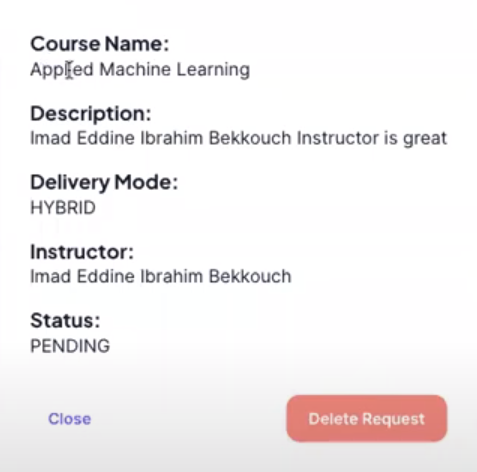 Course Name:
Applied Machine Learning
Description:
Imad Eddine Ibrahim Bekkouch Instructor is great
Delivery Mode:
HYBRID
Instructor:
Imad Eddine Ibrahim Bekkouch
Status:
PENDING
Close
Delete Request